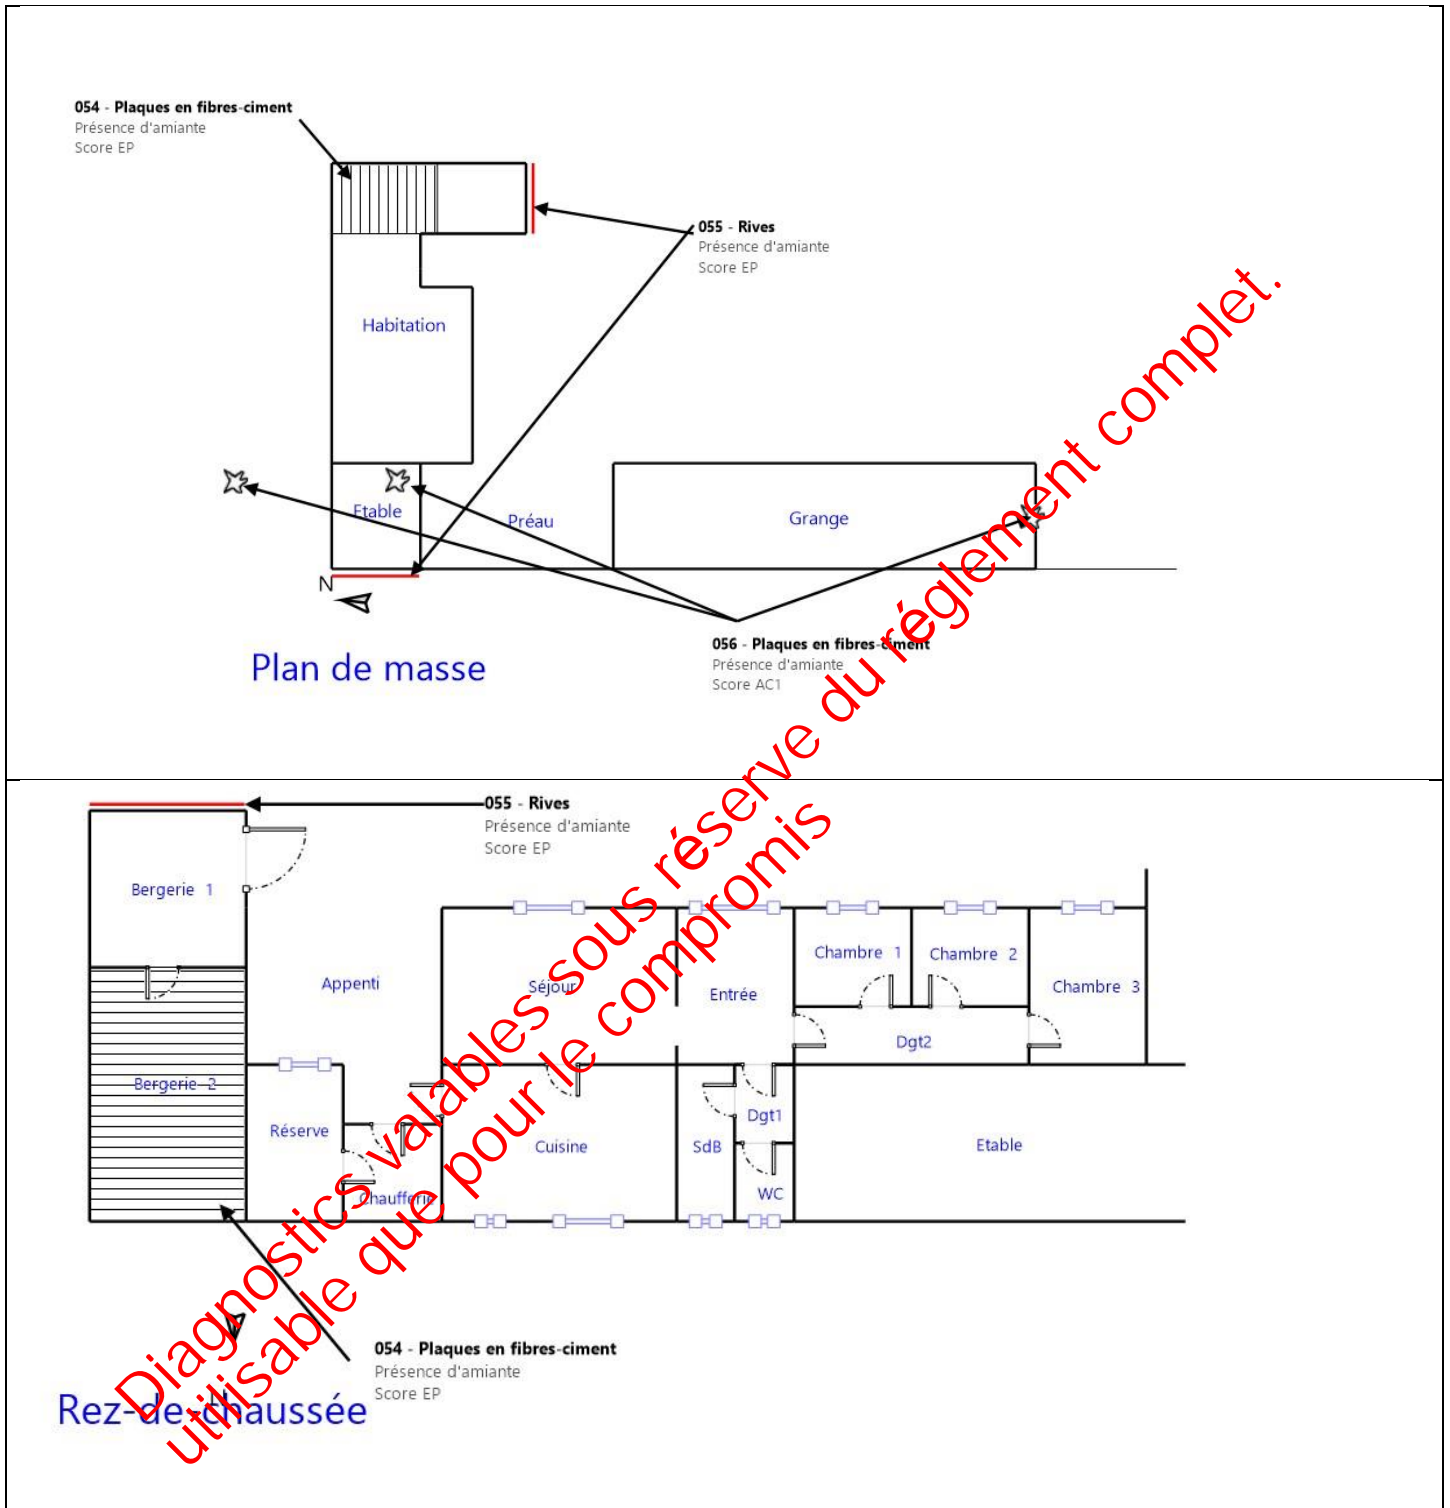 054 - Plaques en fibres-ciment
Présence d'amiante
Score EP
055 - Rives
Présence d'amiante
Score EP
Habitation
Etable
Préau
Grange
N
056 - Plaques en fibres-ciment
Présence d'amiante
Score AC1
Plan de masse
055 - Rives
Présence d'amiante
Score EP
Bergerie 1
Appenti
Séjour
Entrée
Chambre 1
Chambre 2
Chambre 3
Dgt2
Bergerie 2
Réserve
Chaufferie
Cuisine
SdB
Dgt1
WC
Etable
054 - Plaques en fibres-ciment
Présence d'amiante
Score EP
N
Rez-de-chaussée
Diagnostics valables sous réserve du réglement complet.
utilisable que pour le compromis